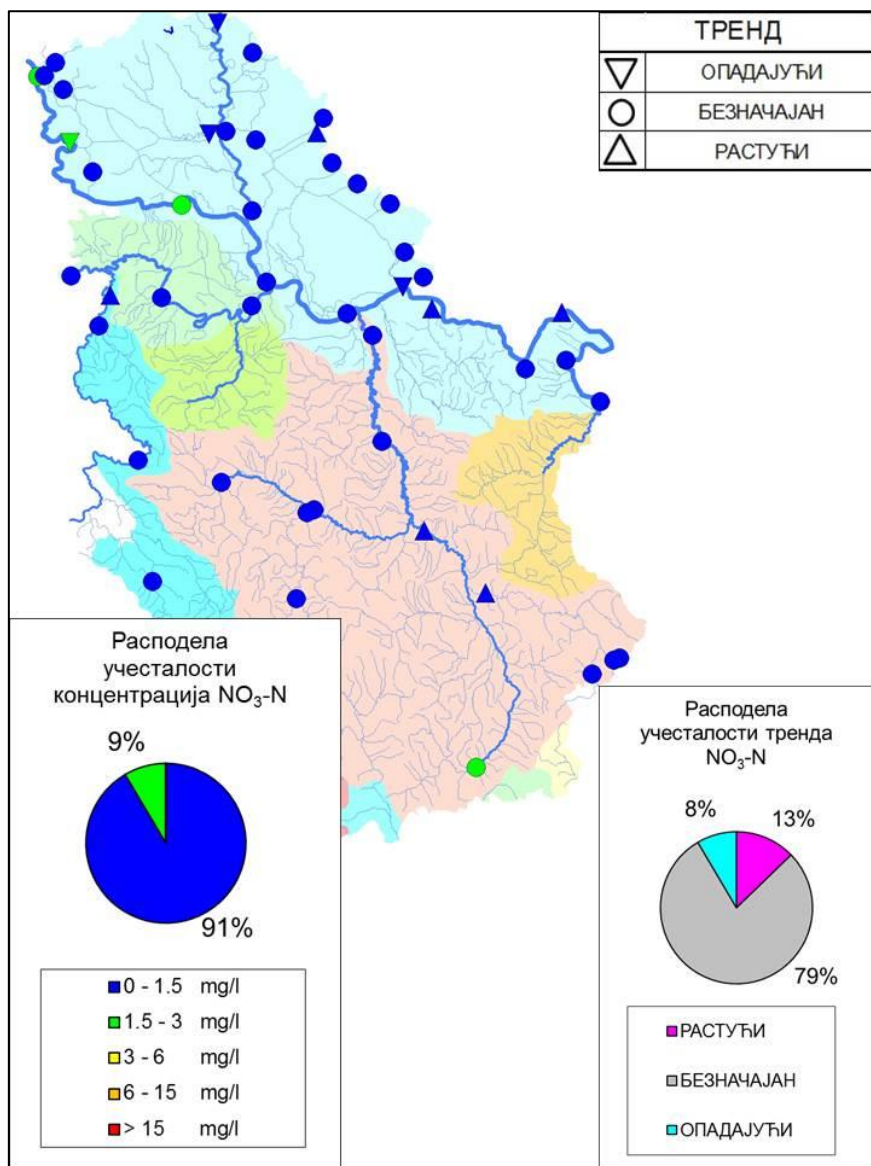 ТРЕНД
ОПАДАЈУЋИ
БЕЗНАЧАЈАН
РАСТУЋИ
Расподела
учесталости
концентрација NO₃-N
9%
91%
0 - 1.5 mg/l
1.5 - 3 mg/l
3 - 6 mg/l
6 - 15 mg/l
> 15 mg/l
Расподела
учесталости тренда
NO₃-N
8%
13%
79%
РАСТУЋИ
БЕЗНАЧАЈАН
ОПАДАЈУЋИ